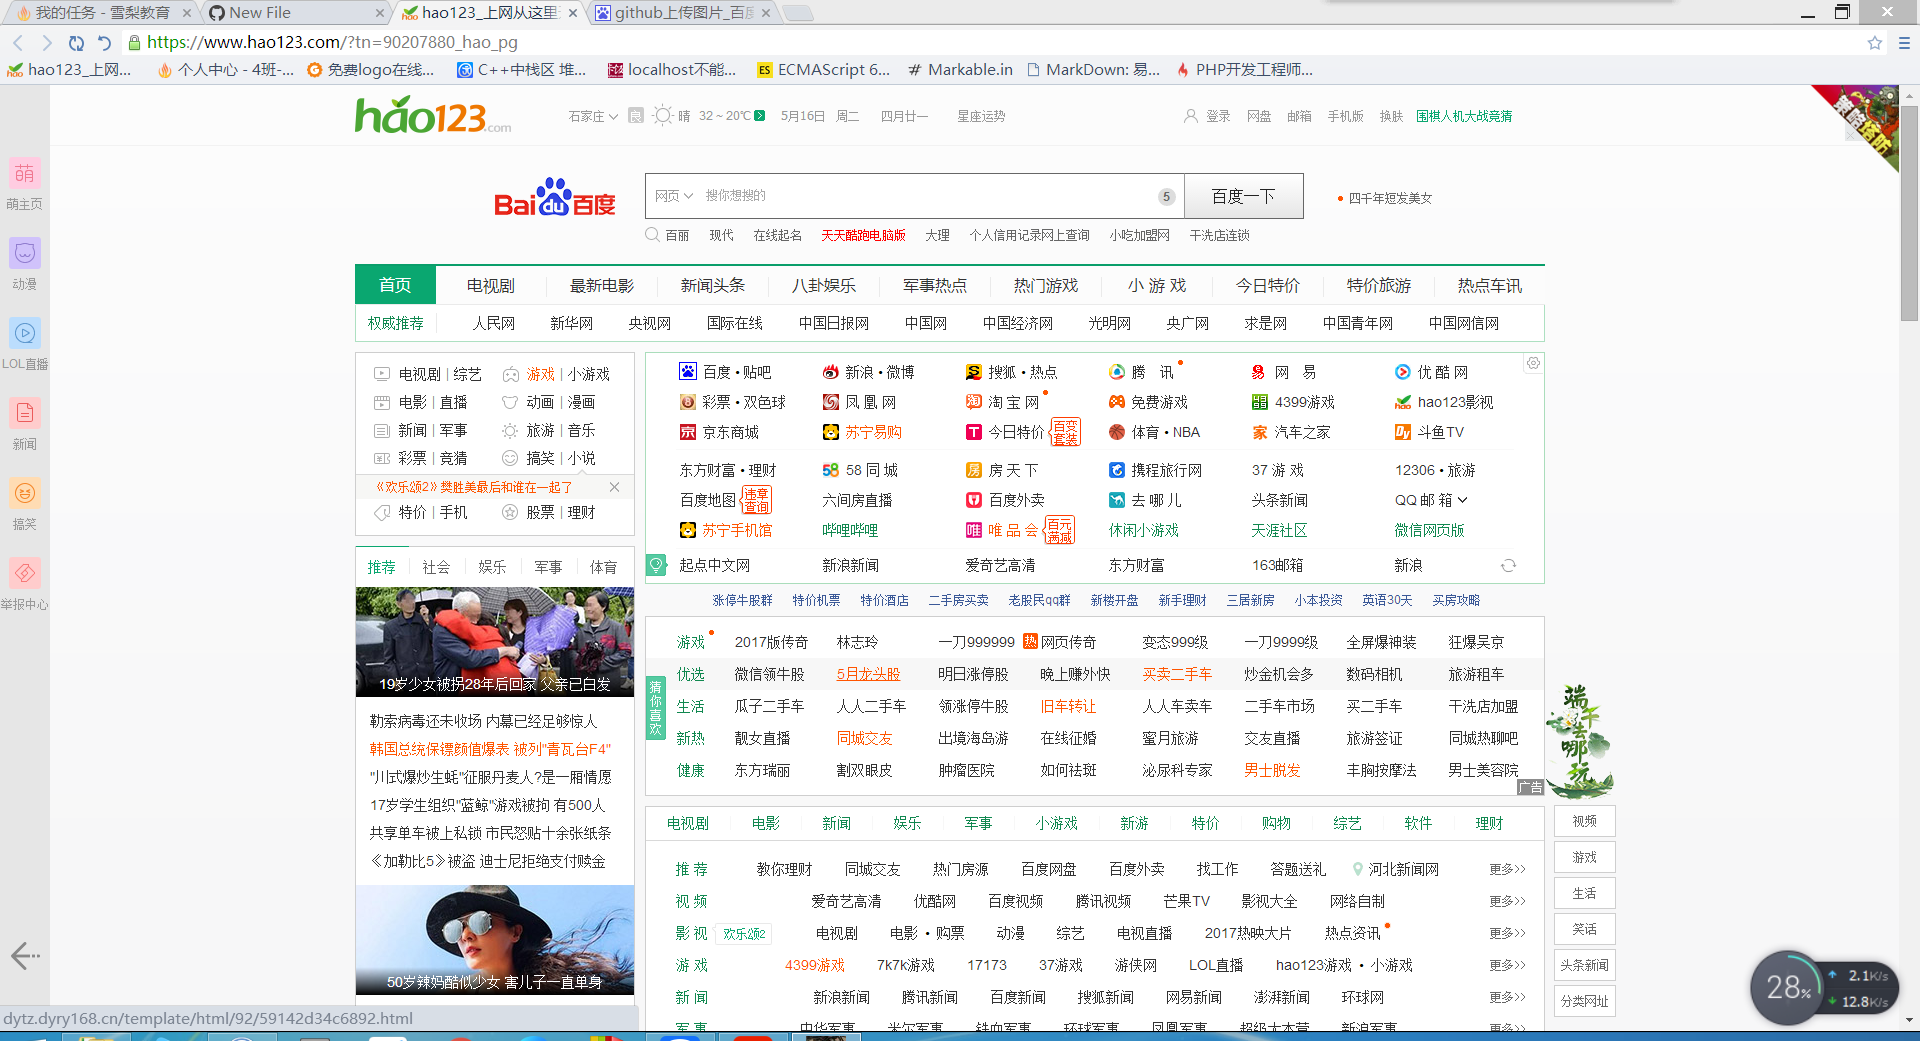 我的任务 - 雪梨教育 × New File × hao123_上网从这里开 × github上传图片_百度 ×
https://www.hao123.com/?tn=90207880_hao_pg
hao123_上网... 个人中心 - 4班-... 免费logo在线... C++中栈区 堆... localhost不能... ES ECMAScript 6... # Markable.in MarkDown: 易... PHP开发工程师...
hao123.com 石家庄 良 晴 32 ~ 20℃ 5月16日 周二 四月廿一 星座运势 登录 网盘 邮箱 手机版 换肤 围棋人机大战竞猜
萌
萌主页
动漫
LOL直播
新闻
搞笑
举报中心
Bai du 百度 网页 搜你想搜的 5 百度一下 • 四千年短发美女
百丽 现代 在线起名 天天酷跑电脑版 大理 个人信用记录网上查询 小吃加盟网 干洗店连锁
首页 电视剧 最新电影 新闻头条 八卦娱乐 军事热点 热门游戏 小 游 戏 今日特价 特价旅游 热点车讯
权威推荐 人民网 新华网 央视网 国际在线 中国日报网 中国网 中国经济网 光明网 央广网 求是网 中国青年网 中国网信网
电视剧 | 综艺 游戏 | 小游戏
电影 | 直播 动画 | 漫画
新闻 | 军事 旅游 | 音乐
彩票 | 竞猜 搞笑 | 小说
《欢乐颂2》樊胜美最后和谁在一起了 ×
特价 | 手机 股票 | 理财
推荐 社会 娱乐 军事 体育
19岁少女被拐28年后回家 父亲已白发
勒索病毒还未收场 内幕已经足够惊人
韩国总统保镖颜值爆表 被列"青瓦台F4"
"川式爆炒生蚝"征服丹麦人?是一厢情愿
17岁学生组织"蓝鲸"游戏被拘 有500人
共享单车被上私锁 市民怒贴十余张纸条
《加勒比5》被盗 迪士尼拒绝支付赎金
50岁辣妈酷似少女 害儿子一直单身
百度 • 贴吧 新浪 • 微博 搜狐 • 热点 腾 讯 网 易 优 酷 网
彩票 • 双色球 凤 凰 网 淘 宝 网 免费游戏 4399游戏 hao123影视
京东商城 苏宁易购 今日特价 百变套装 体育 • NBA 汽车之家 斗鱼TV
东方财富 • 理财 58 同 城 房 天 下 携程旅行网 37 游 戏 12306 • 旅游
百度地图 违章查询 六间房直播 百度外卖 去 哪 儿 头条新闻 QQ 邮 箱
苏宁手机馆 哔哩哔哩 唯 品 会 百元满减 休闲小游戏 天涯社区 微信网页版
起点中文网 新浪新闻 爱奇艺高清 东方财富 163邮箱 新浪
涨停牛股群 特价机票 特价酒店 二手房买卖 老股民qq群 新楼开盘 新手理财 三居新房 小本投资 英语30天 买房攻略
猜你喜欢
游戏 2017版传奇 林志玲 一刀999999 热 网页传奇 变态999级 一刀9999级 全屏爆神装 狂爆吴京
优选 微信领牛股 5月龙头股 明日涨停股 晚上赚外快 买卖二手车 炒金机会多 数码相机 旅游租车
生活 瓜子二手车 人人二手车 领涨停牛股 旧车转让 人人车卖车 二手车市场 买二手车 干洗店加盟
新热 靓女直播 同城交友 出境海岛游 在线征婚 蜜月旅游 交友直播 旅游签证 同城热聊吧
健康 东方瑞丽 割双眼皮 肿瘤医院 如何祛斑 泌尿科专家 男士脱发 丰胸按摩法 男士美容院
广告
电视剧 电影 新闻 娱乐 军事 小游戏 新游 特价 购物 综艺 软件 理财
推 荐 教你理财 同城交友 热门房源 百度网盘 百度外卖 找工作 答题送礼 河北新闻网 更多>>
视 频 爱奇艺高清 优酷网 百度视频 腾讯视频 芒果TV 影视大全 网络自制 更多>>
影 视 欢乐颂2 电视剧 电影 • 购票 动漫 综艺 电视直播 2017热映大片 热点资讯 更多>>
游 戏 4399游戏 7k7k游戏 17173 37游戏 游侠网 LOL直播 hao123游戏 • 小游戏 更多>>
新 闻 新浪新闻 腾讯新闻 百度新闻 搜狐新闻 网易新闻 澎湃新闻 环球网 更多>>
军 事 中华军事 米尔军事 铁血军事 环球军事 凤凰军事 超级大本营 新浪军事 更多>>
端午去哪玩
视频
游戏
生活
笑话
头条新闻
分类网址
28% 2.1K/s
12.8K/s
dytz.dyry168.cn/template/html/92/59142d34c6892.html